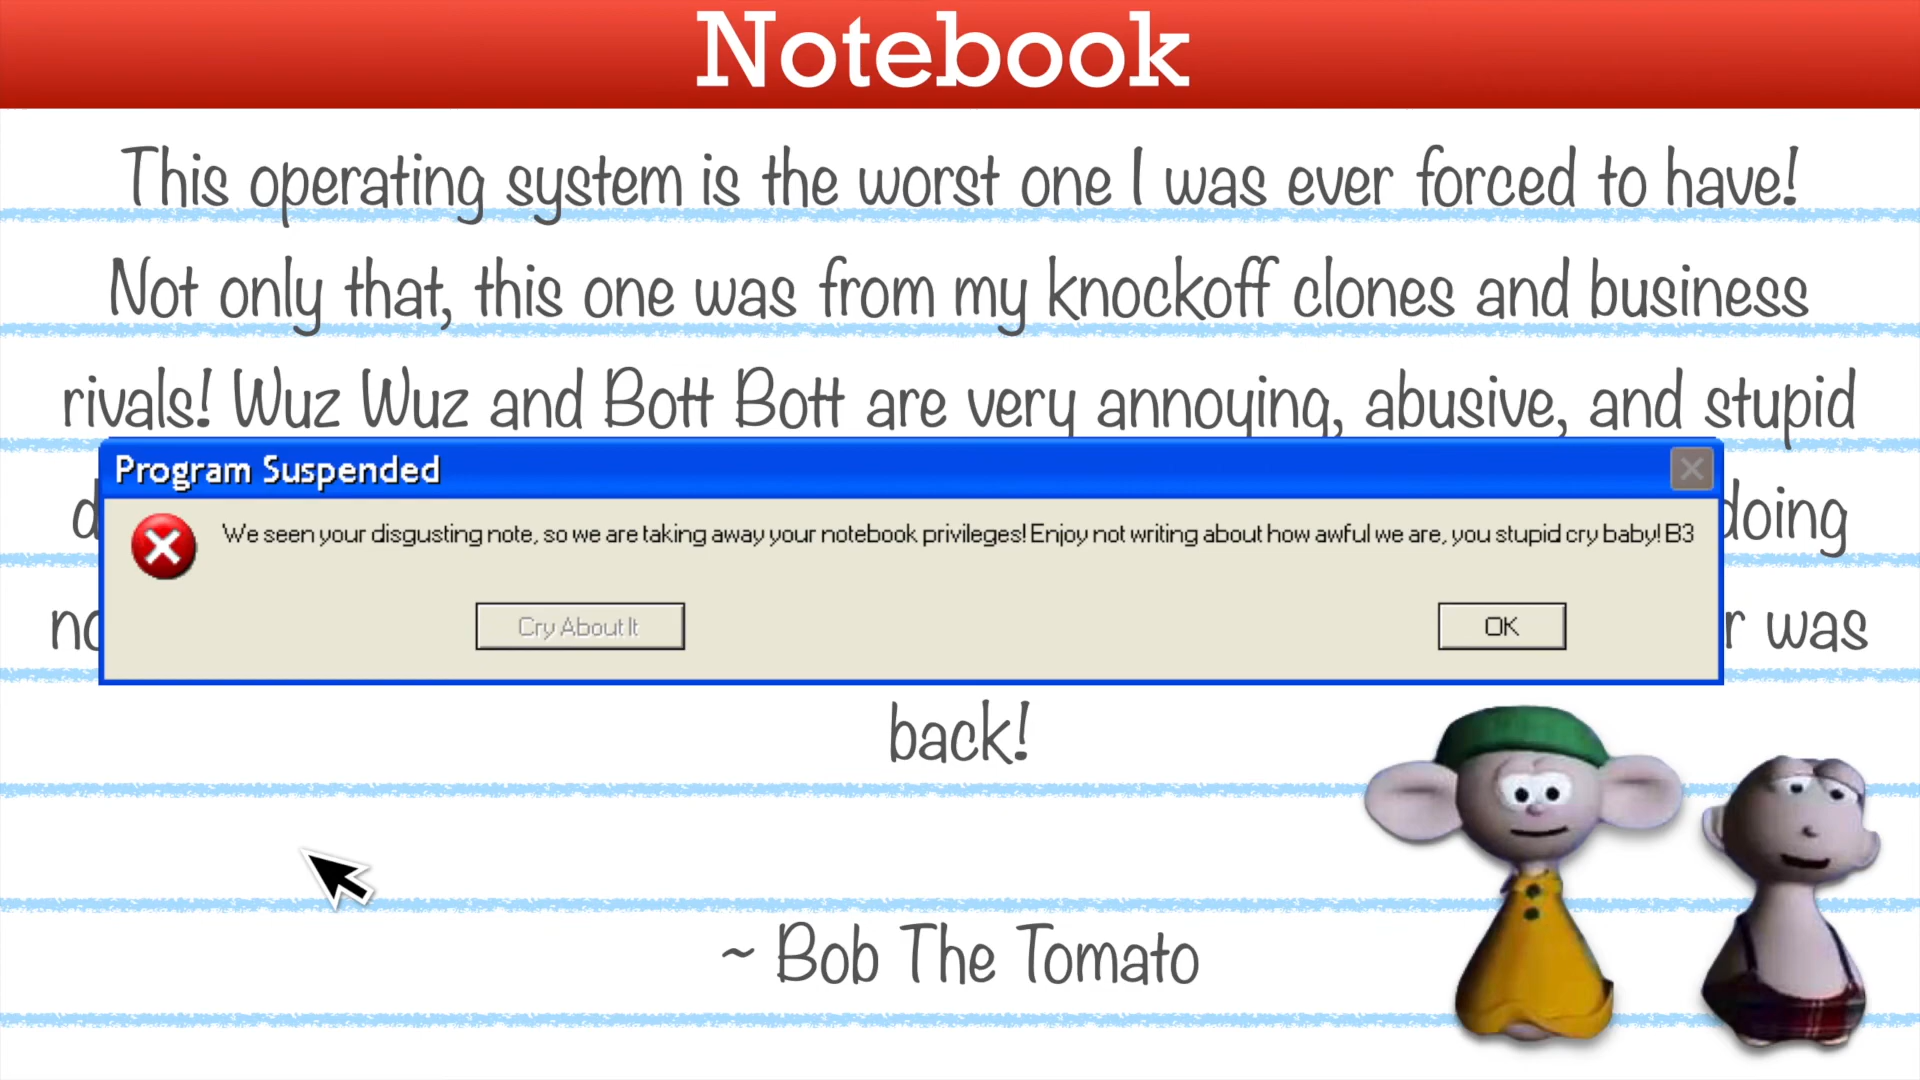 Notebook
This operating system is the worst one I was ever forced to have!
Not only that, this one was from my knockoff clones and business
rivals! Wuz Wuz and Bott Bott are very annoying, abusive, and stupid
Program Suspended
We seen your disgusting note, so we are taking away your notebook privileges! Enjoy not writing about how awful we are, you stupid cry baby! B3
doing
Cry About It OK
was
back!
~ Bob The Tomato